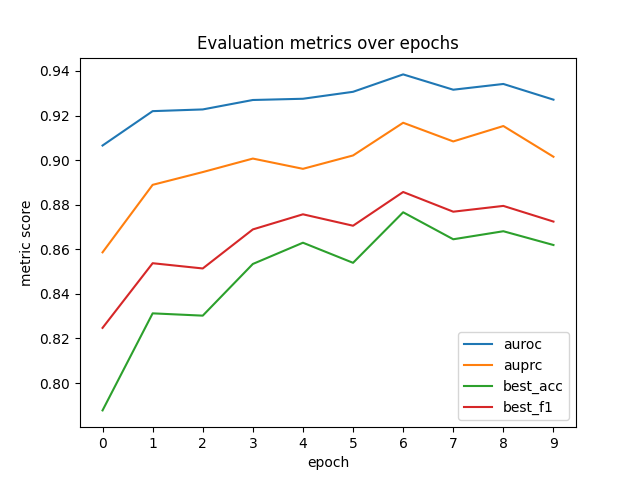 Evaluation metrics over epochs
metric score
0.94
0.92
0.90
0.88
0.86
0.84
0.82
0.80
auroc
auprc
best_acc
best_f1
0 1 2 3 4 5 6 7 8 9
epoch